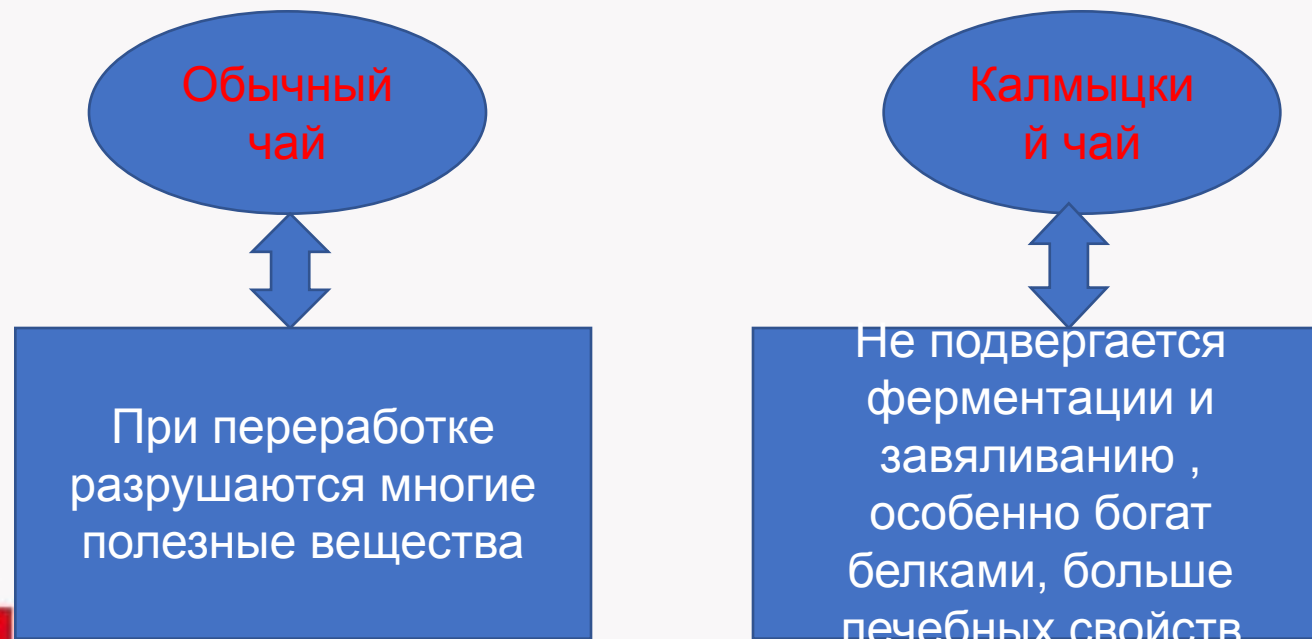 Обычный
чай
Калмыцки
й чай
При переработке
разрушаются многие
полезные вещества
Не подвергается
ферментации и
завяливанию ,
особенно богат
белками, больше
лечебных свойств